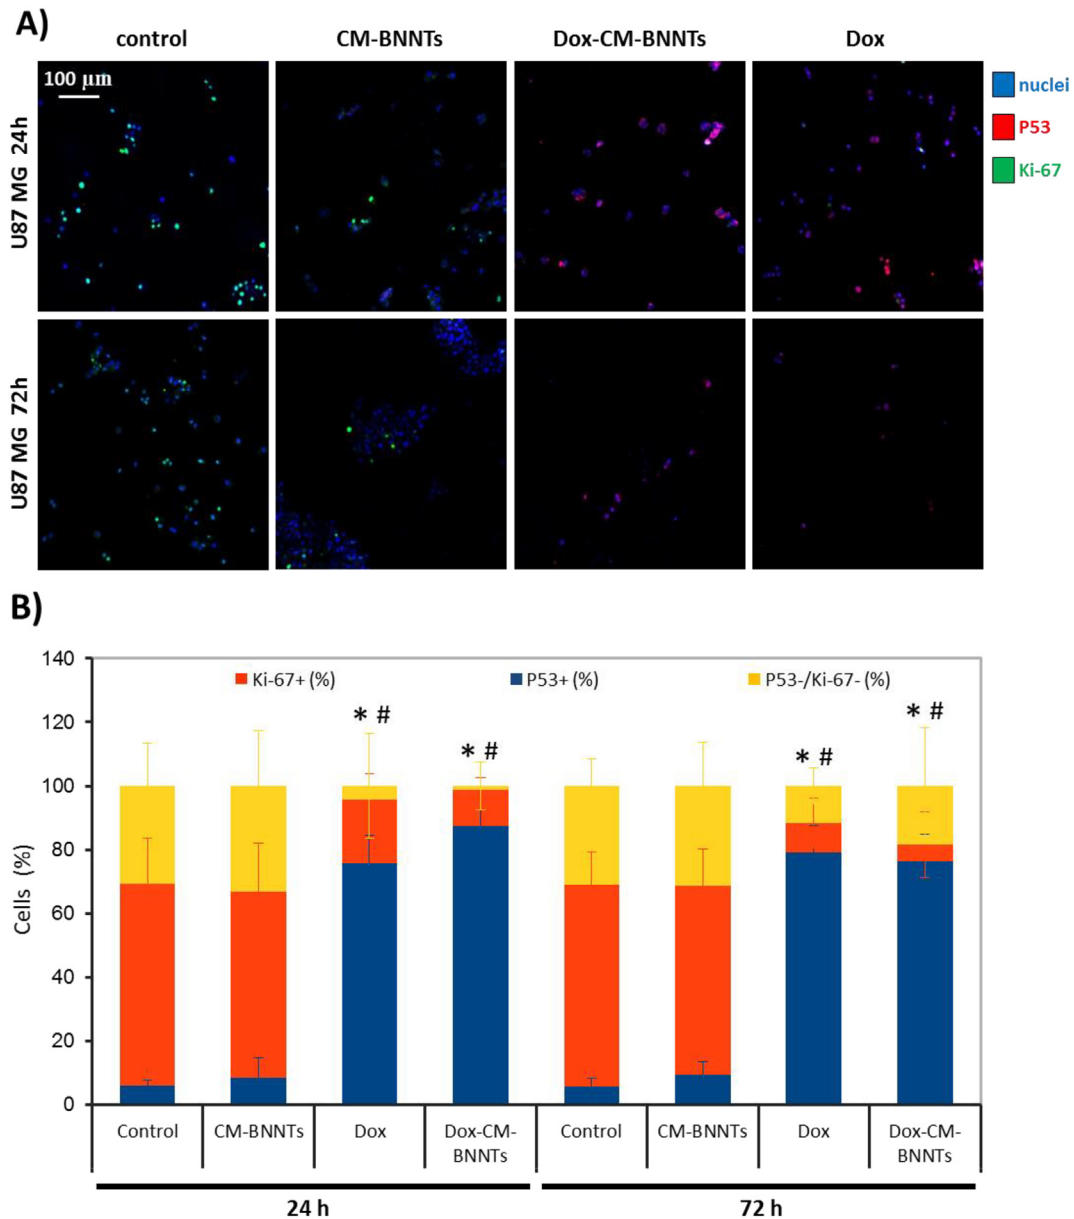 A)
control
CM-BNNTs
Dox-CM-BNNTs
Dox
100 µm
nuclei
P53
Ki-67
U87 MG 24h
U87 MG 72h
B)
Cells (%)
140
120
100
80
60
40
20
0
Ki-67+ (%)
P53+ (%)
P53-/Ki-67- (%)
* #
* #
* #
* #
Control
CM-BNNTs
Dox
Dox-CM-
BNNTs
Control
CM-BNNTs
Dox
Dox-CM-
BNNTs
24 h
72 h